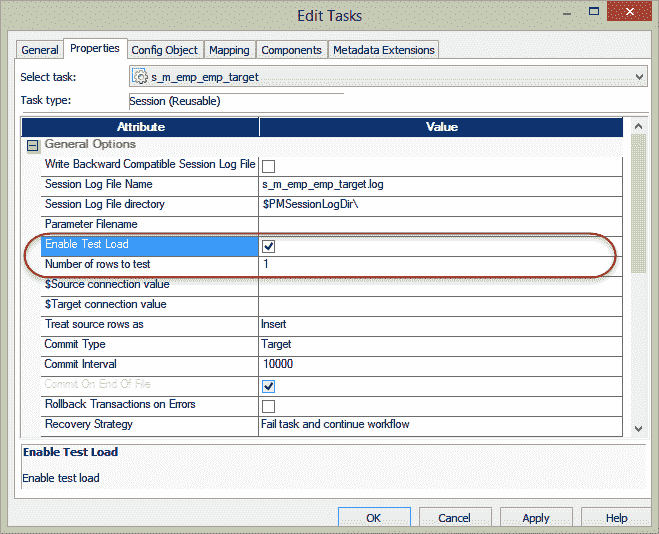 Edit Tasks
General Properties Config Object Mapping Components Metadata Extensions
Select task: s_m_emp_emp_target
Task type: Session (Reusable)
Attribute Value
General Options
Write Backward Compatible Session Log File
Session Log File Name s_m_emp_emp_target.log
Session Log File directory $PMSessionLogDir\
Parameter Filename
Enable Test Load
Number of rows to test 1
$Source connection value
$Target connection value
Treat source rows as Insert
Commit Type Target
Commit Interval 10000
Commit On End Of File
Rollback Transactions on Errors
Recovery Strategy Fail task and continue workflow
Enable Test Load
Enable test load
OK Cancel Apply Help